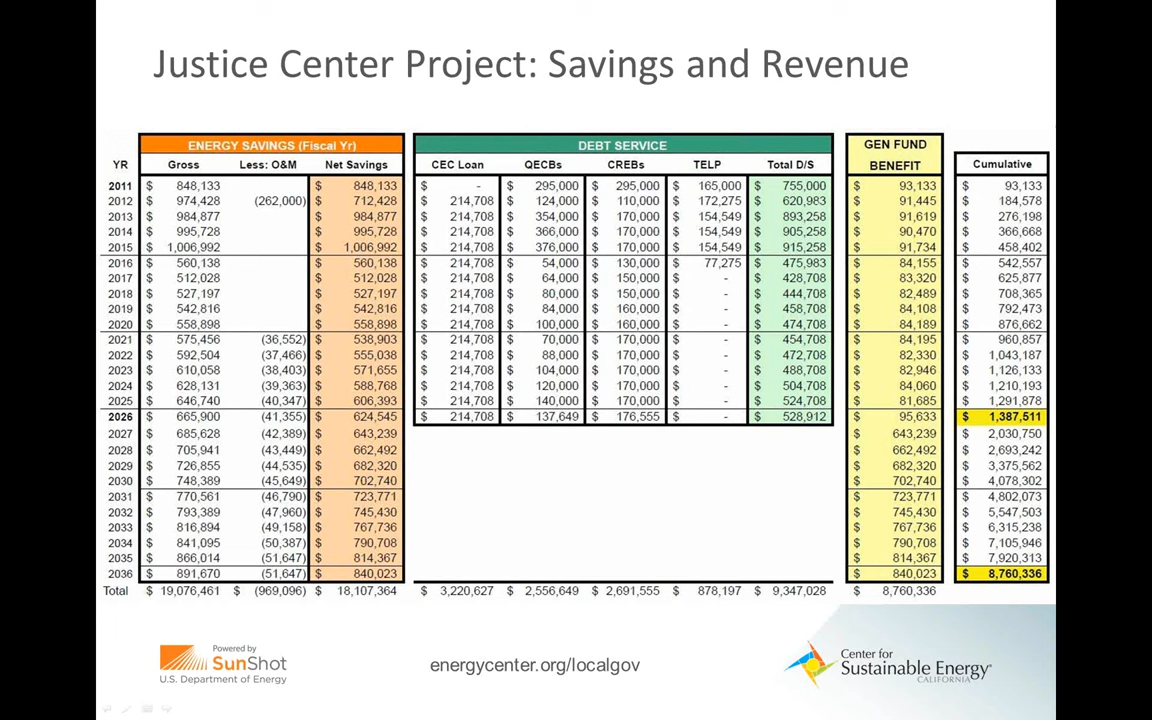 Justice Center Project: Savings and Revenue
ENERGY SAVINGS (Fiscal Yr) DEBT SERVICE GEN FUND
YR Gross Less: O&M Net Savings CEC Loan QECBs CREBs TELP Total D/S BENEFIT Cumulative
2011 $ 848,133 $ 848,133 $ - $ 295,000 $ 295,000 $ 165,000 $ 755,000 $ 93,133 $ 93,133
2012 $ 974,428 (262,000) $ 712,428 $ 214,708 $ 124,000 $ 110,000 $ 172,275 $ 620,983 $ 91,445 $ 184,578
2013 $ 984,877 $ 984,877 $ 214,708 $ 354,000 $ 170,000 $ 154,549 $ 893,258 $ 91,619 $ 276,198
2014 $ 995,728 $ 995,728 $ 214,708 $ 366,000 $ 170,000 $ 154,549 $ 905,258 $ 90,470 $ 366,668
2015 $ 1,006,992 $ 1,006,992 $ 214,708 $ 376,000 $ 170,000 $ 154,549 $ 915,258 $ 91,734 $ 458,402
2016 $ 560,138 $ 560,138 $ 214,708 $ 54,000 $ 130,000 $ 77,275 $ 475,983 $ 84,155 $ 542,557
2017 $ 512,028 $ 512,028 $ 214,708 $ 64,000 $ 150,000 $ - $ 428,708 $ 83,320 $ 625,877
2018 $ 527,197 $ 527,197 $ 214,708 $ 80,000 $ 150,000 $ - $ 444,708 $ 82,489 $ 708,365
2019 $ 542,816 $ 542,816 $ 214,708 $ 84,000 $ 160,000 $ - $ 458,708 $ 84,108 $ 792,473
2020 $ 558,898 $ 558,898 $ 214,708 $ 100,000 $ 160,000 $ - $ 474,708 $ 84,189 $ 876,662
2021 $ 575,456 (36,552) $ 538,903 $ 214,708 $ 70,000 $ 170,000 $ - $ 454,708 $ 84,195 $ 960,857
2022 $ 592,504 (37,466) $ 555,038 $ 214,708 $ 88,000 $ 170,000 $ - $ 472,708 $ 82,330 $ 1,043,187
2023 $ 610,058 (38,403) $ 571,655 $ 214,708 $ 104,000 $ 170,000 $ - $ 488,708 $ 82,946 $ 1,126,133
2024 $ 628,131 (39,363) $ 588,768 $ 214,708 $ 120,000 $ 170,000 $ - $ 504,708 $ 84,060 $ 1,210,193
2025 $ 646,740 (40,347) $ 606,393 $ 214,708 $ 140,000 $ 170,000 $ - $ 524,708 $ 81,685 $ 1,291,878
2026 $ 665,900 (41,355) $ 624,545 $ 214,708 $ 137,649 $ 176,555 $ - $ 528,912 $ 95,633 $ 1,387,511
2027 $ 685,628 (42,389) $ 643,239 $ 643,239 $ 2,030,750
2028 $ 705,941 (43,449) $ 662,492 $ 662,492 $ 2,693,242
2029 $ 726,855 (44,535) $ 682,320 $ 682,320 $ 3,375,562
2030 $ 748,389 (45,649) $ 702,740 $ 702,740 $ 4,078,302
2031 $ 770,561 (46,790) $ 723,771 $ 723,771 $ 4,802,073
2032 $ 793,389 (47,960) $ 745,430 $ 745,430 $ 5,547,503
2033 $ 816,894 (49,158) $ 767,736 $ 767,736 $ 6,315,238
2034 $ 841,095 (50,387) $ 790,708 $ 790,708 $ 7,105,946
2035 $ 866,014 (51,647) $ 814,367 $ 814,367 $ 7,920,313
2036 $ 891,670 (51,647) $ 840,023 $ 840,023 $ 8,760,336
Total $ 19,076,461 $ (969,096) $ 18,107,364 $ 3,220,627 $ 2,556,649 $ 2,691,555 $ 878,197 $ 9,347,028 $ 8,760,336
Powered by
SunShot
U.S. Department of Energy
energycenter.org/localgov
Center for
Sustainable Energy
CALIFORNIA